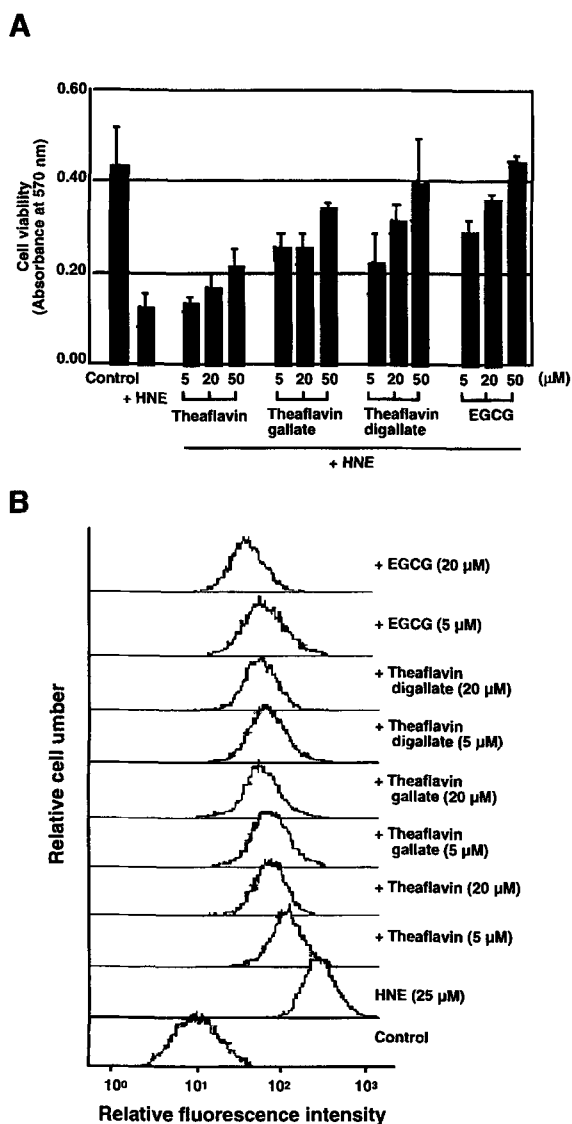 A
0.60
0.40
0.20
0.00
Cell viability
(Absorbance at 570 nm)
Control
+ HNE
5 20 50 5 20 50 5 20 50 5 20 50 (µM)
Theaflavin
Theaflavin
gallate
Theaflavin
digallate
EGCG
+ HNE
B
Relative cell umber
+ EGCG (20 µM)
+ EGCG (5 µM)
+ Theaflavin
digallate (20 µM)
+ Theaflavin
digallate (5 µM)
+ Theaflavin
gallate (20 µM)
+ Theaflavin
gallate (5 µM)
+ Theaflavin (20 µM)
+ Theaflavin (5 µM)
HNE (25 µM)
Control
10⁰ 10¹ 10² 10³
Relative fluorescence intensity